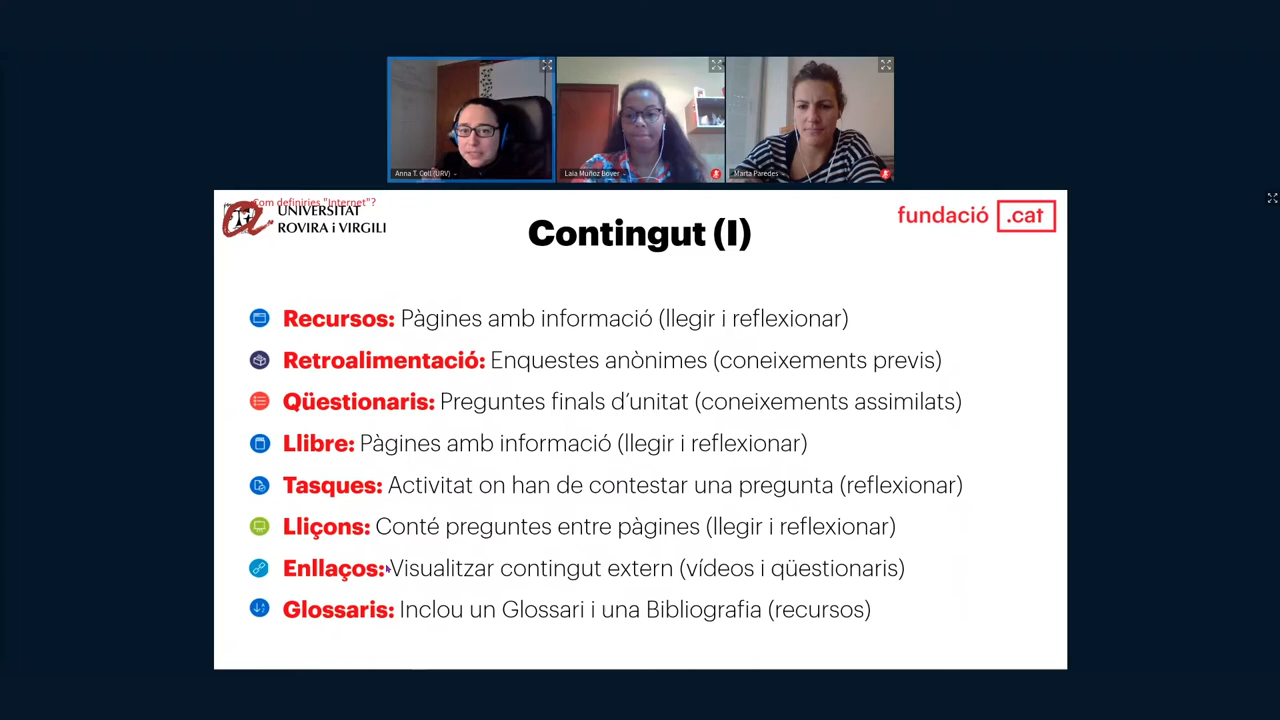 Anna T. Coll (URV)
Laia Muñoz Bover
Marta Paredes
Com definiries "Internet"?
UNIVERSITAT
ROVIRA i VIRGILI
Contingut (I)
fundació .cat
Recursos: Pàgines amb informació (llegir i reflexionar)
Retroalimentació: Enquestes anònimes (coneixements previs)
Qüestionaris: Preguntes finals d’unitat (coneixements assimilats)
Llibre: Pàgines amb informació (llegir i reflexionar)
Tasques: Activitat on han de contestar una pregunta (reflexionar)
Lliçons: Conté preguntes entre pàgines (llegir i reflexionar)
Enllaços: Visualitzar contingut extern (vídeos i qüestionaris)
Glossaris: Inclou un Glossari i una Bibliografia (recursos)